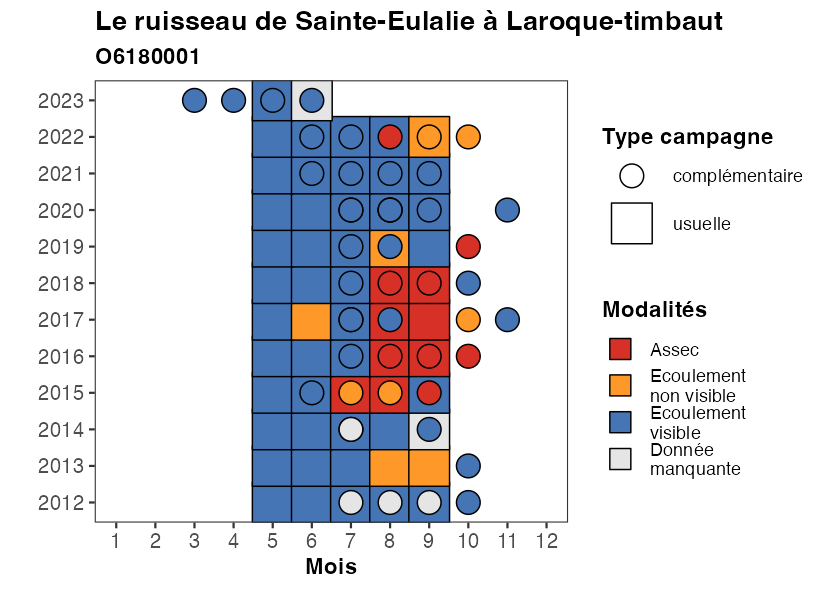 Le ruisseau de Sainte-Eulalie à Laroque-timbaut
O6180001
2023
2022
2021
2020
2019
2018
2017
2016
2015
2014
2013
2012
1 2 3 4 5 6 7 8 9 10 11 12
Mois
Type campagne
complémentaire
usuelle
Modalités
Assec
Ecoulement
non visible
Ecoulement
visible
Donnée
manquante